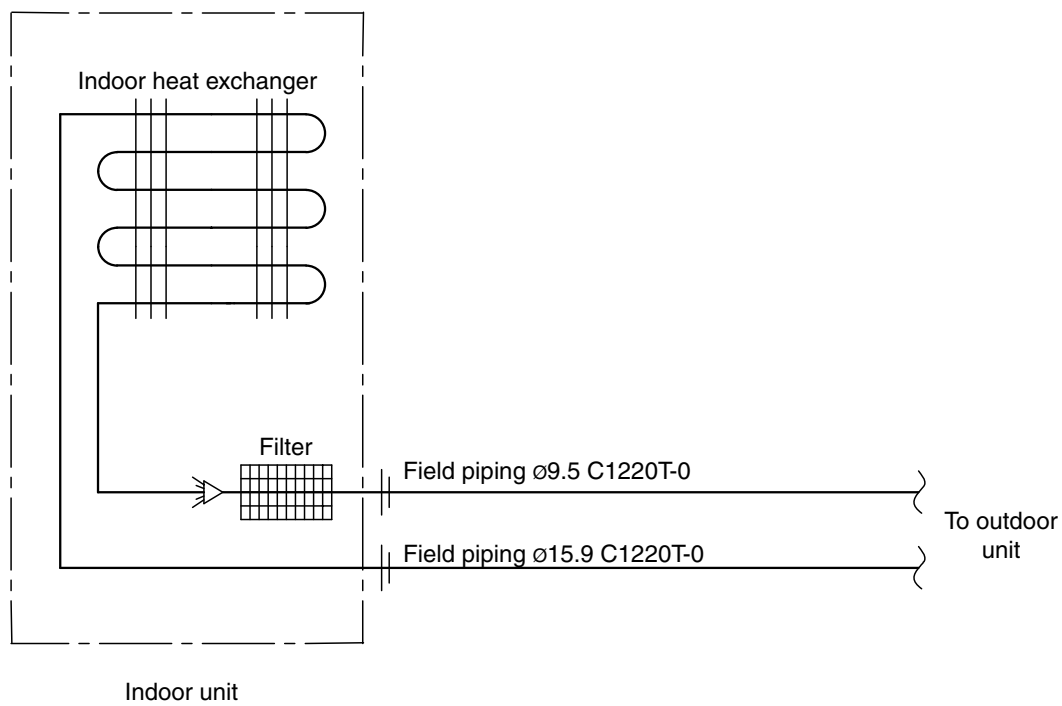 Indoor heat exchanger
Filter
Field piping ø9.5 C1220T-0
To outdoor
unit
Field piping ø15.9 C1220T-0
Indoor unit